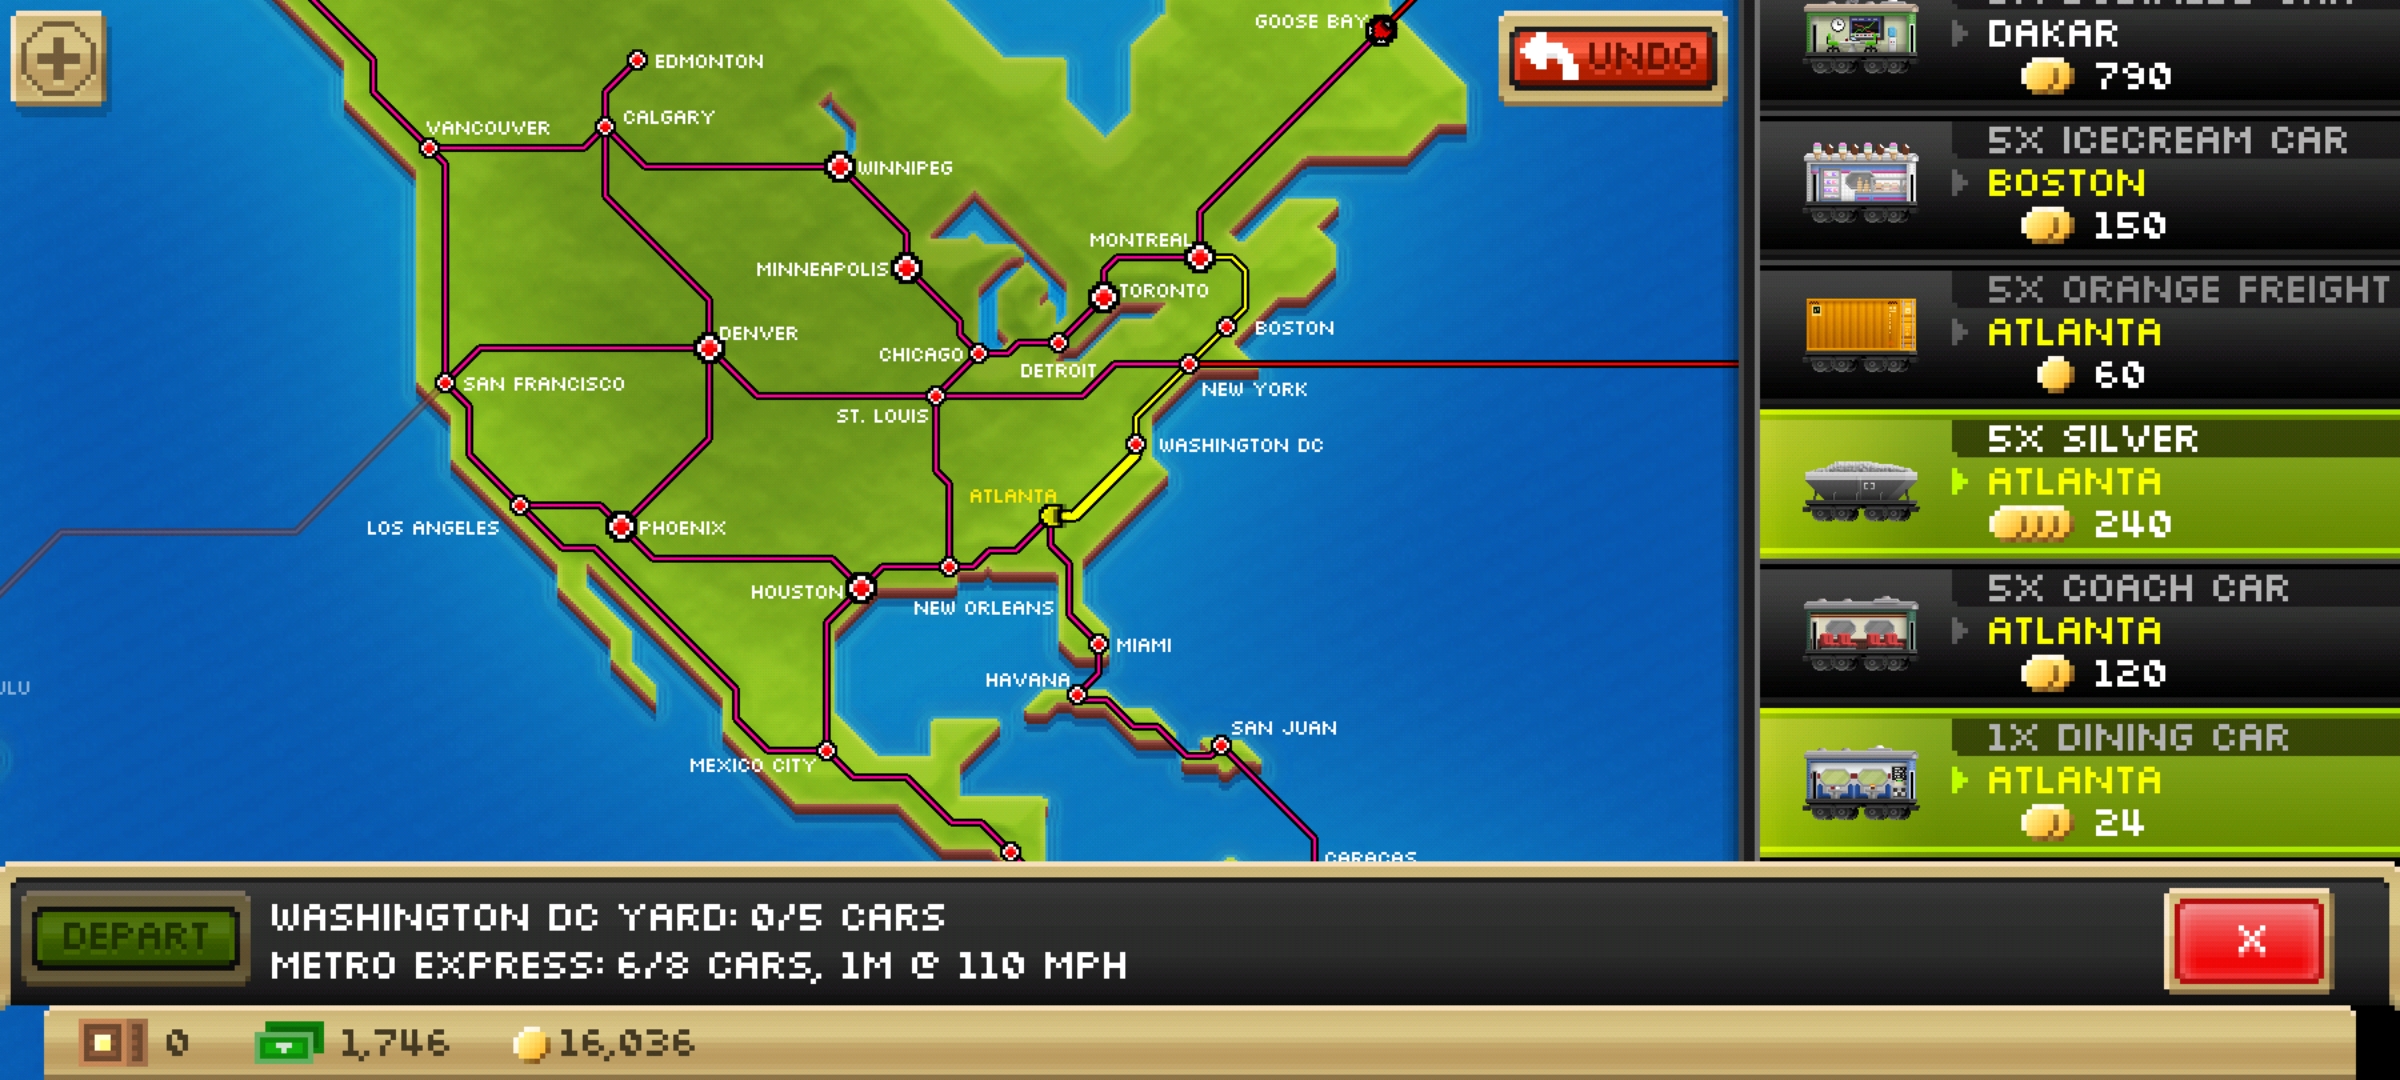 GOOSE BAY
UNDO
EDMONTON
CALGARY
VANCOUVER
WINNIPEG
MONTREAL
MINNEAPOLIS
TORONTO
BOSTON
DENVER
CHICAGO
DETROIT
SAN FRANCISCO
NEW YORK
ST. LOUIS
WASHINGTON DC
ATLANTA
LOS ANGELES
PHOENIX
HOUSTON
NEW ORLEANS
MIAMI
HAVANA
SAN JUAN
MEXICO CITY
CARACAS
DAKAR
790
5X ICECREAM CAR
BOSTON
150
5X ORANGE FREIGHT
ATLANTA
60
5X SILVER
ATLANTA
240
5X COACH CAR
ATLANTA
120
1X DINING CAR
ATLANTA
24
DEPART
WASHINGTON DC YARD: 0/5 CARS
METRO EXPRESS: 6/8 CARS, 1M @ 110 MPH
X
0
1,746
16,036